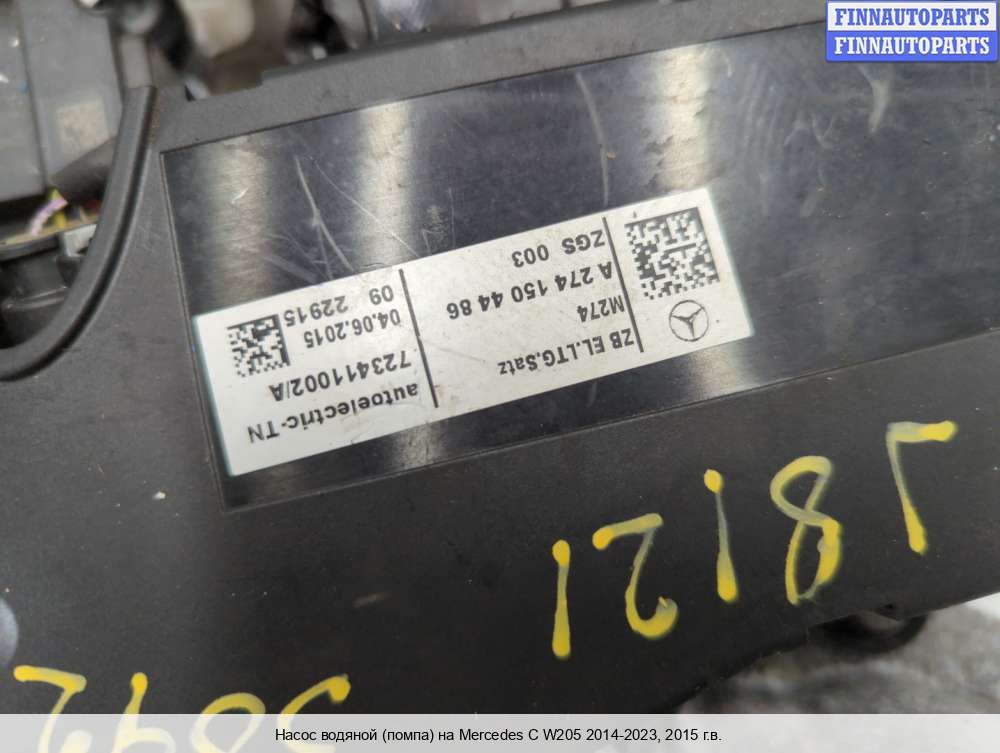 FINNAUTOPARTS
FINNAUTOPARTS
ZB EL.LTG.Satz
M274
A 274 150 44 86
ZGS 003
autoelectric-TN
723411002/A
04.06.2015
09 22915
Насос водяной (помпа) на Mercedes C W205 2014-2023, 2015 г.в.